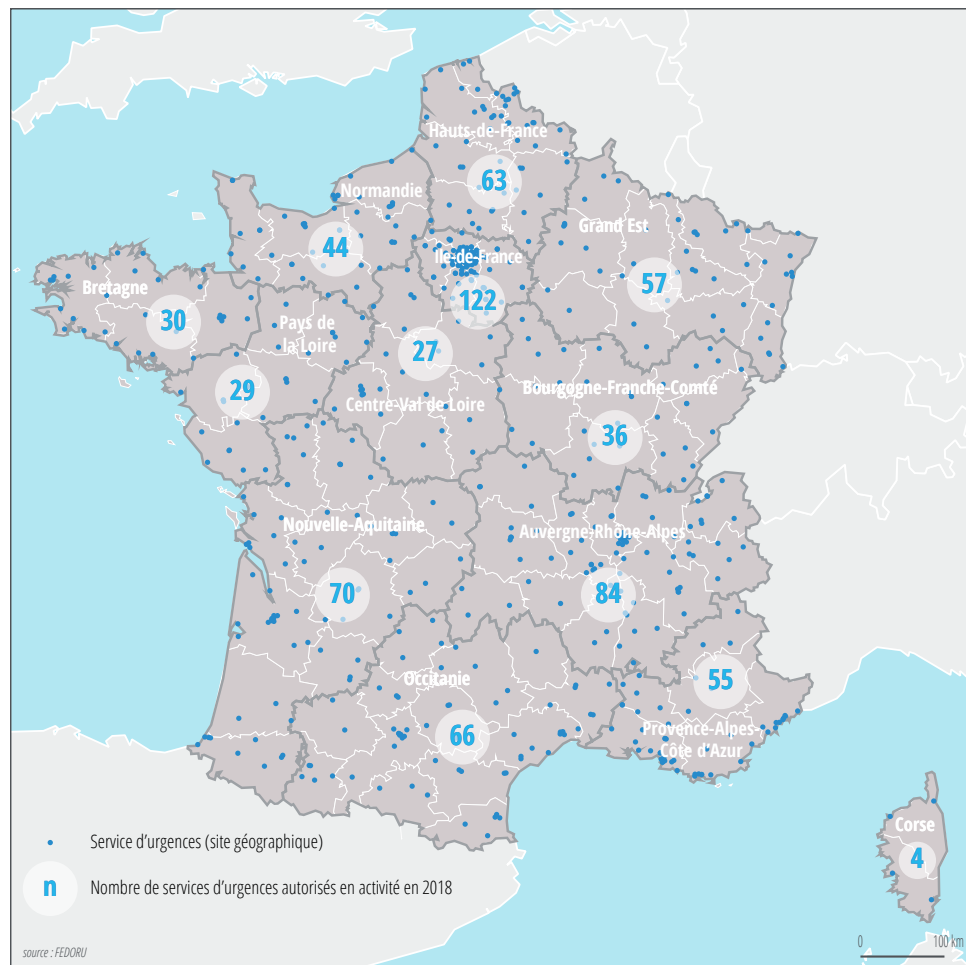 Hauts-de-France
63
Normandie
44
Grand Est
57
Île-de-France
122
Bretagne
30
Pays de
la Loire
29
27
Centre-Val de Loire
Bourgogne-Franche-Comté
36
Nouvelle-Aquitaine
70
Auvergne-Rhône-Alpes
84
Occitanie
66
55
Provence-Alpes-
Côte d'Azur
Corse
4
Service d'urgences (site géographique)
n Nombre de services d'urgences autorisés en activité en 2018
source : FEDORU
0 100 km